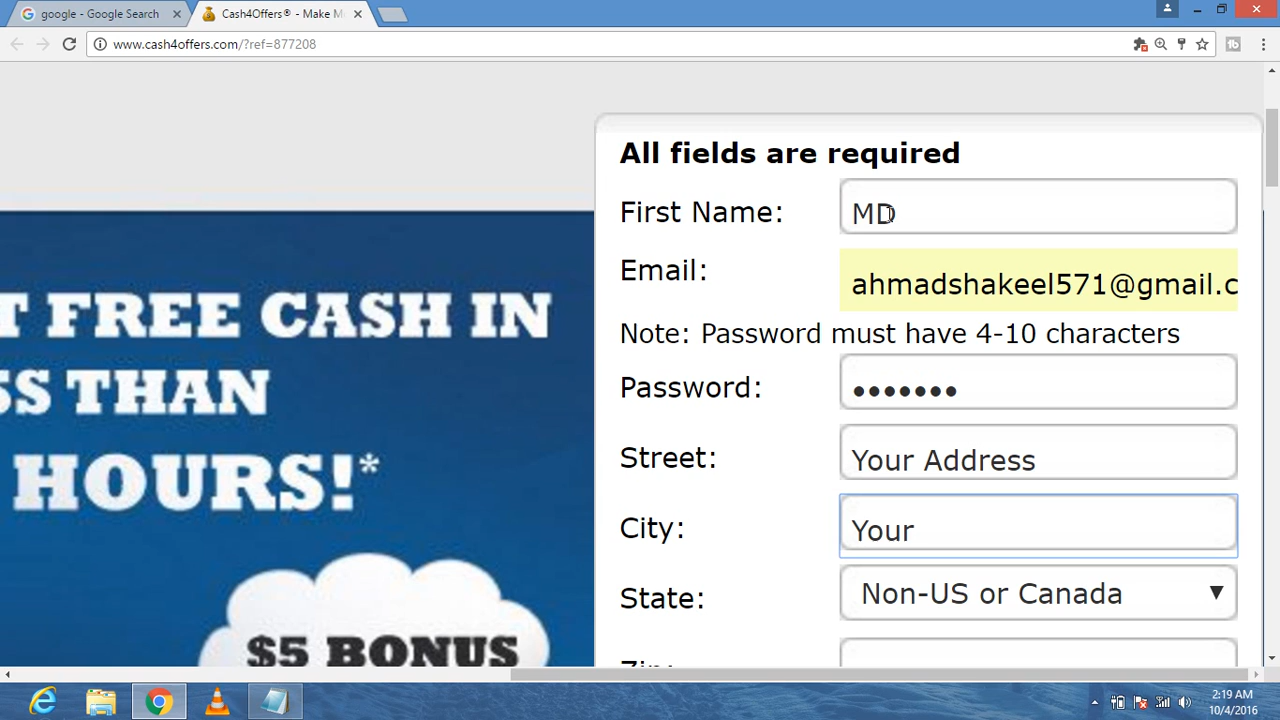 google - Google Search
Cash4Offers® - Make M
www.cash4offers.com/?ref=877208
All fields are required
First Name: MD
Email: ahmadshakeel571@gmail.c
Note: Password must have 4-10 characters
Password: •••••••
Street: Your Address
City: Your
State: Non-US or Canada
T FREE CASH IN
SS THAN
HOURS!*
$5 BONUS
2:19 AM
10/4/2016